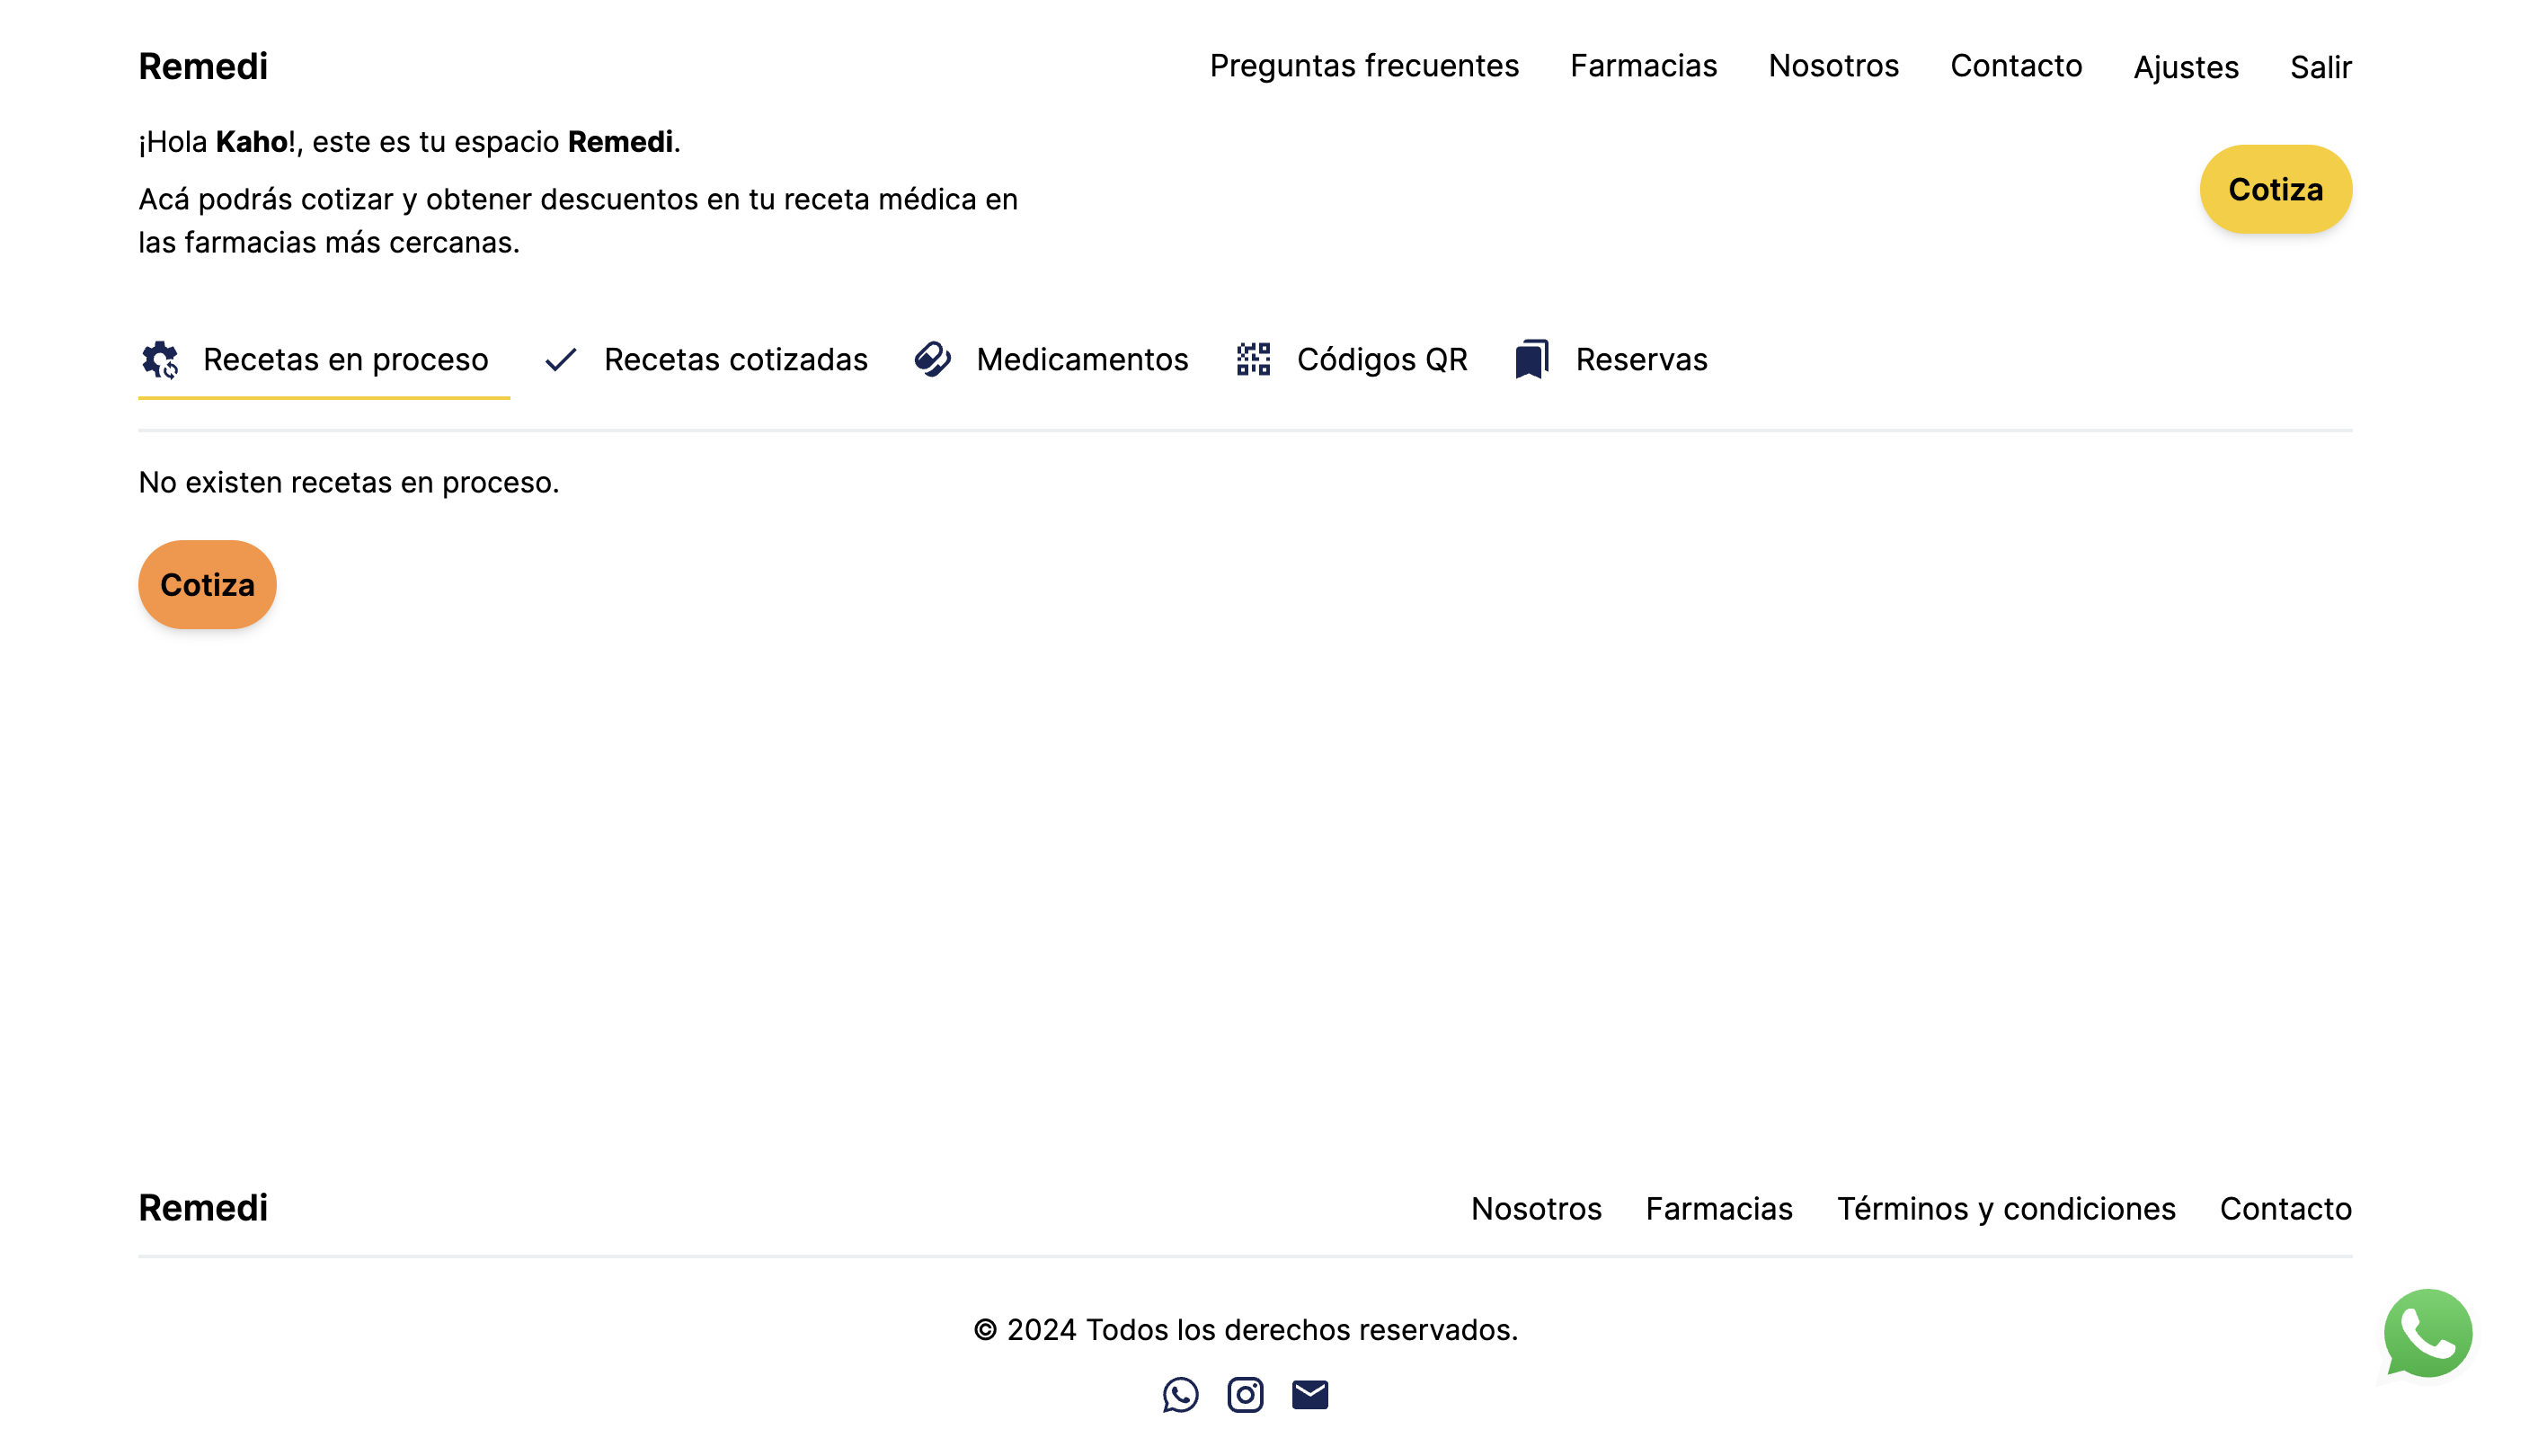 Remedi
Preguntas frecuentes Farmacias Nosotros Contacto Ajustes Salir
¡Hola Kaho!, este es tu espacio Remedi.
Acá podrás cotizar y obtener descuentos en tu receta médica en
las farmacias más cercanas.
Cotiza
Recetas en proceso Recetas cotizadas Medicamentos Códigos QR Reservas
No existen recetas en proceso.
Cotiza
Remedi
Nosotros Farmacias Términos y condiciones Contacto
© 2024 Todos los derechos reservados.